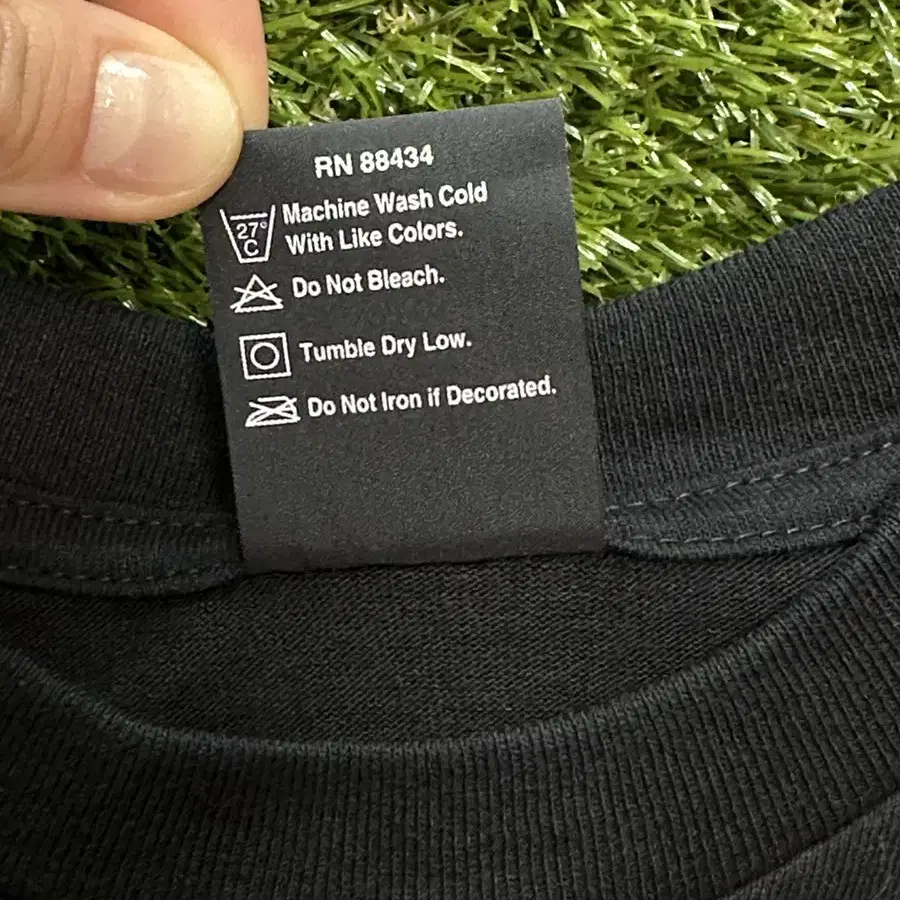 RN 88434
27°
C
Machine Wash Cold
With Like Colors.
Do Not Bleach.
Tumble Dry Low.
Do Not Iron if Decorated.